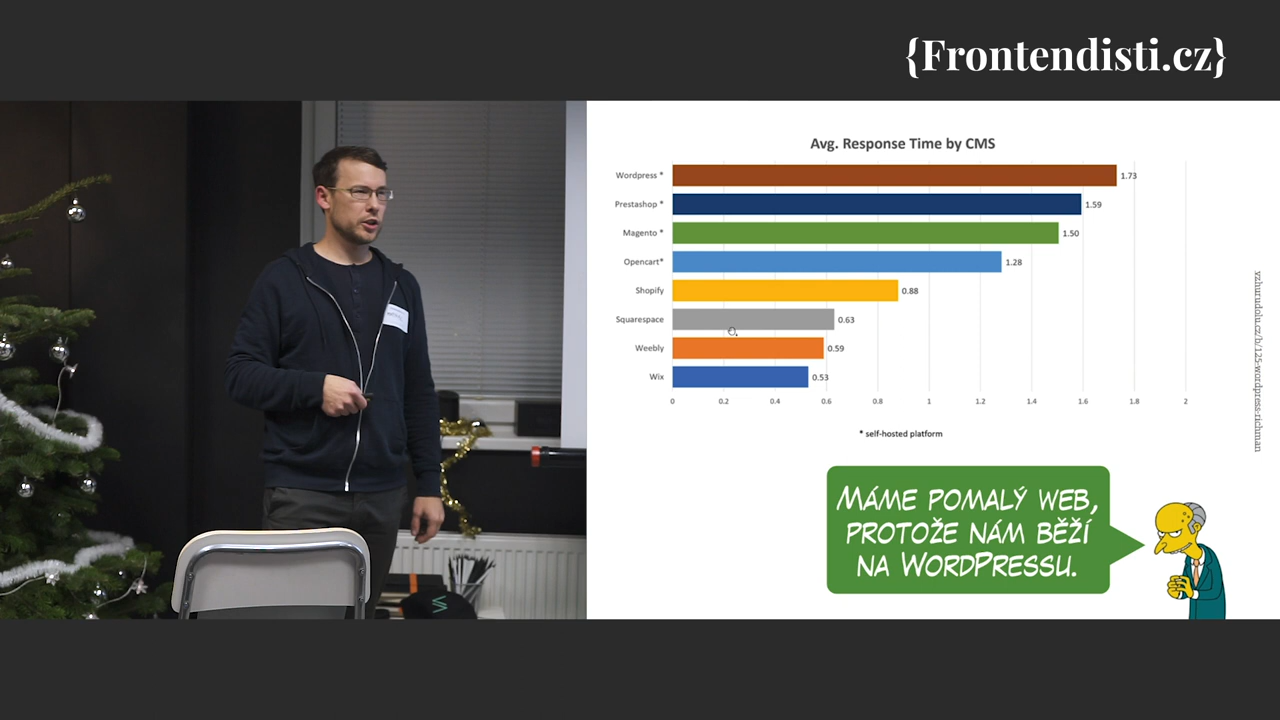 {Frontendisti.cz}
Avg. Response Time by CMS
Wordpress * 1.73
Prestashop * 1.59
Magento * 1.50
Opencart* 1.28
Shopify 0.88
Squarespace 0.63
Weebly 0.59
Wix 0.53
0 0.2 0.4 0.6 0.8 1 1.2 1.4 1.6 1.8 2
* self-hosted platform
MÁME POMALÝ WEB,
PROTOŽE NÁM BĚŽÍ
NA WORDPRESSU.
vzhurudolu.cz/b/125-wordpress-richman